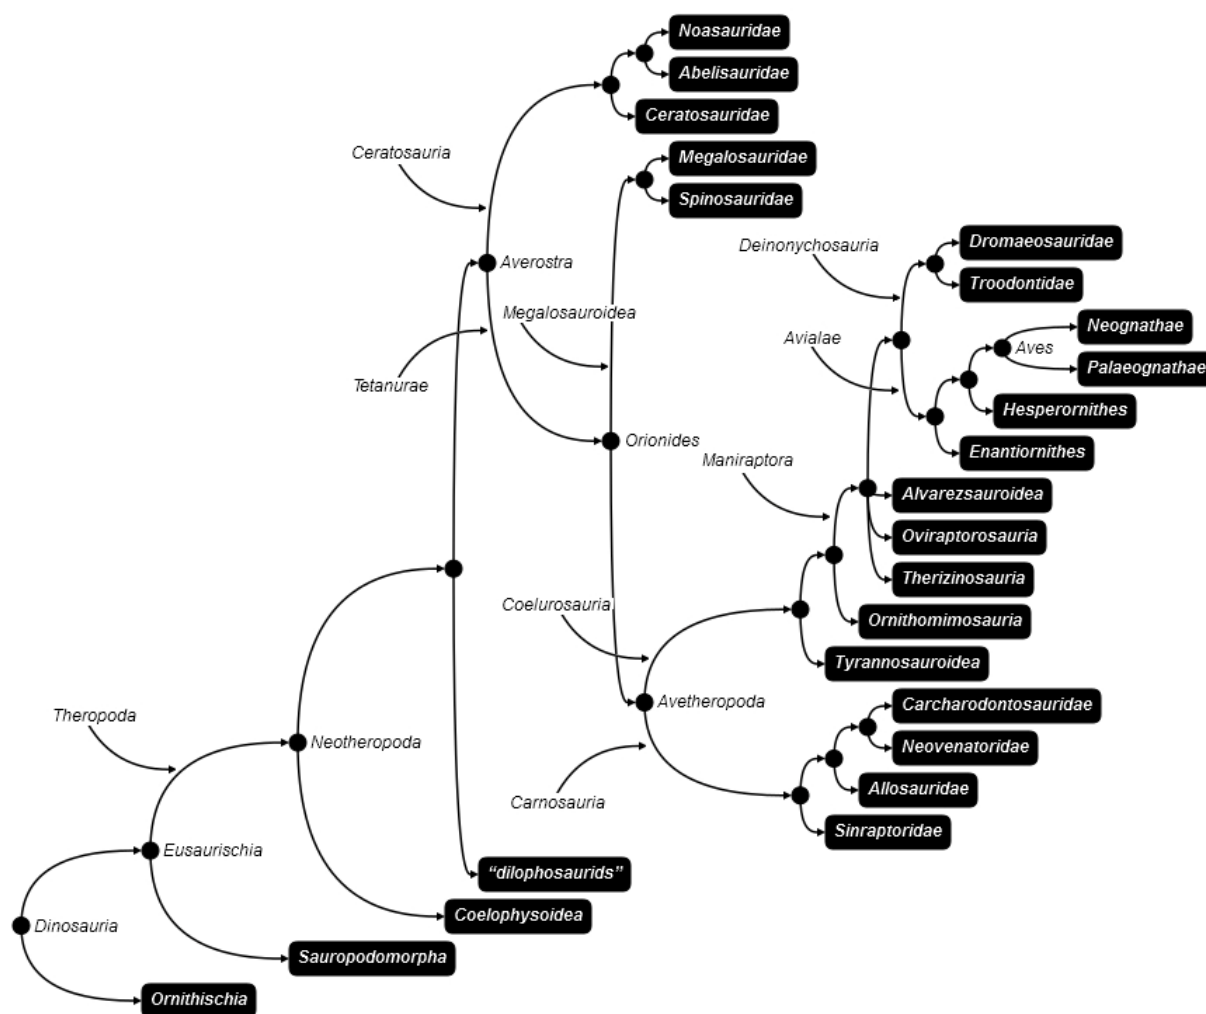 Noasauridae
Abelisauridae
Ceratosauridae
Ceratosauria
Megalosauridae
Spinosauridae
Dromaeosauridae
Deinonychosauria
Averostra
Troodontidae
Megalosauroidea
Neognathae
Avialae
Aves
Palaeognathae
Tetanurae
Hesperornithes
Orionides
Enantiornithes
Maniraptora
Alvarezsauroidea
Oviraptorosauria
Therizinosauria
Coelurosauria
Ornithomimosauria
Tyrannosauroidea
Avetheropoda
Carcharodontosauridae
Theropoda
Neotheropoda
Neovenatoridae
Allosauridae
Carnosauria
Sinraptoridae
Eusaurischia
“dilophosaurids”
Coelophysoidea
Dinosauria
Sauropodomorpha
Ornithischia